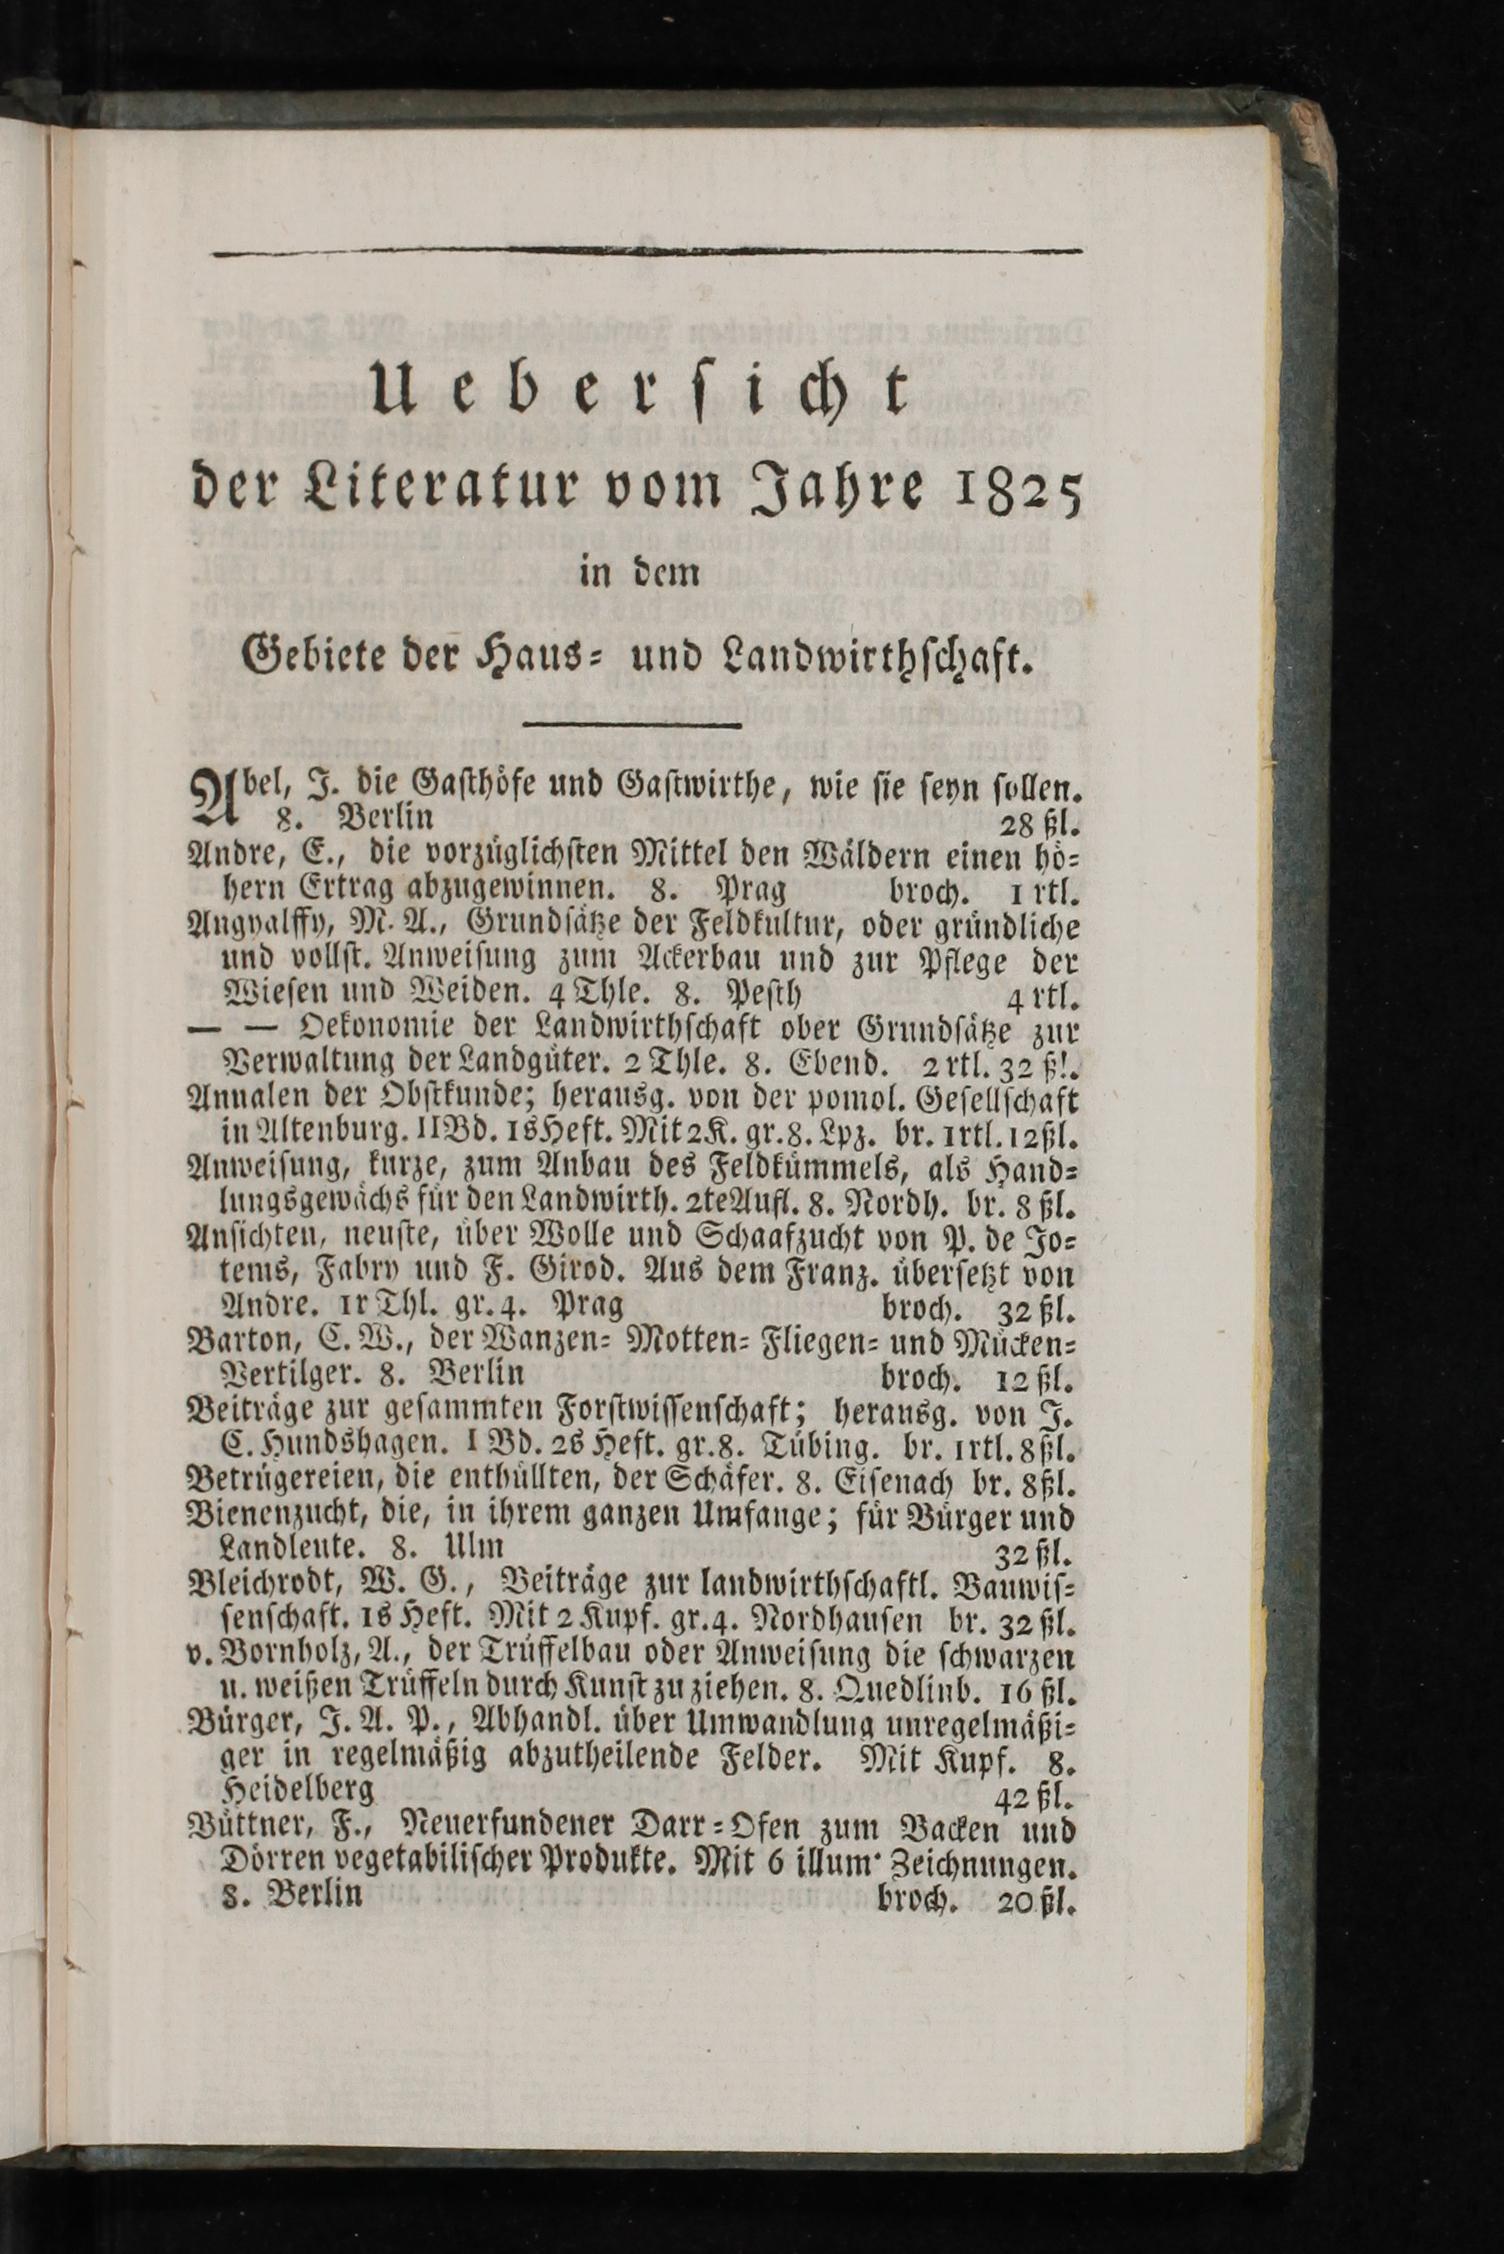 Ueberſicht
der Literatur vom Jahre 1825
in dem
Gebiete der Haus- und Landwirthſchaft.
Abel, J. die Gaſthöfe und Gaſtwirthe, wie ſie ſeyn ſollen.
8. Berlin 28 ßl.
Andre, E., die vorzüglichſten Mittel den Wäldern einen hö-
hern Ertrag abzugewinnen. 8. Prag broch. 1 rtl.
Angyalffy, M. A., Grundſätze der Feldkultur, oder gründliche
und vollſt. Anweiſung zum Ackerbau und zur Pflege der
Wieſen und Weiden. 4 Thle. 8. Peſth 4 rtl.
— — Oekonomie der Landwirthſchaft ober Grundſätze zur
Verwaltung der Landgüter. 2 Thle. 8. Ebend. 2 rtl. 32 ßl.
Annalen der Obſtkunde; herausg. von der pomol. Geſellſchaft
in Altenburg. II Bd. 1s Heft. Mit 2 K. gr. 8. Lpz. br. 1 rtl. 12 ßl.
Anweiſung, kurze, zum Anbau des Feldkümmels, als Hand-
lungsgewächs für den Landwirth. 2te Aufl. 8. Nordh. br. 8 ßl.
Anſichten, neuſte, über Wolle und Schaafzucht von P. de Jo-
tems, Fabry und F. Girod. Aus dem Franz. überſetzt von
Andre. 1r Thl. gr. 4. Prag broch. 32 ßl.
Barton, C. W., der Wanzen- Motten- Fliegen- und Mücken-
Vertilger. 8. Berlin broch. 12 ßl.
Beiträge zur geſammten Forſtwiſſenſchaft; herausg. von J.
C. Hundshagen. I Bd. 2s Heft. gr. 8. Tübing. br. 1 rtl. 8 ßl.
Betrügereien, die enthüllten, der Schäfer. 8. Eiſenach br. 8 ßl.
Bienenzucht, die, in ihrem ganzen Umfange; für Bürger und
Landleute. 8. Ulm 32 ßl.
Bleichrodt, W. G., Beiträge zur landwirthſchaftl. Bauwiſ-
ſenſchaft. 1s Heft. Mit 2 Kupf. gr. 4. Nordhauſen br. 32 ßl.
v. Bornholz, A., der Trüffelbau oder Anweiſung die ſchwarzen
u. weißen Trüffeln durch Kunſt zu ziehen. 8. Quedlinb. 16 ßl.
Bürger, J. A. P., Abhandl. über Umwandlung unregelmäßi-
ger in regelmäßig abzutheilende Felder. Mit Kupf. 8.
Heidelberg 42 ßl.
Büttner, F., Neuerfundener Darr-Ofen zum Backen und
Dörren vegetabiliſcher Produkte. Mit 6 illum. Zeichnungen.
8. Berlin broch. 20 ßl.